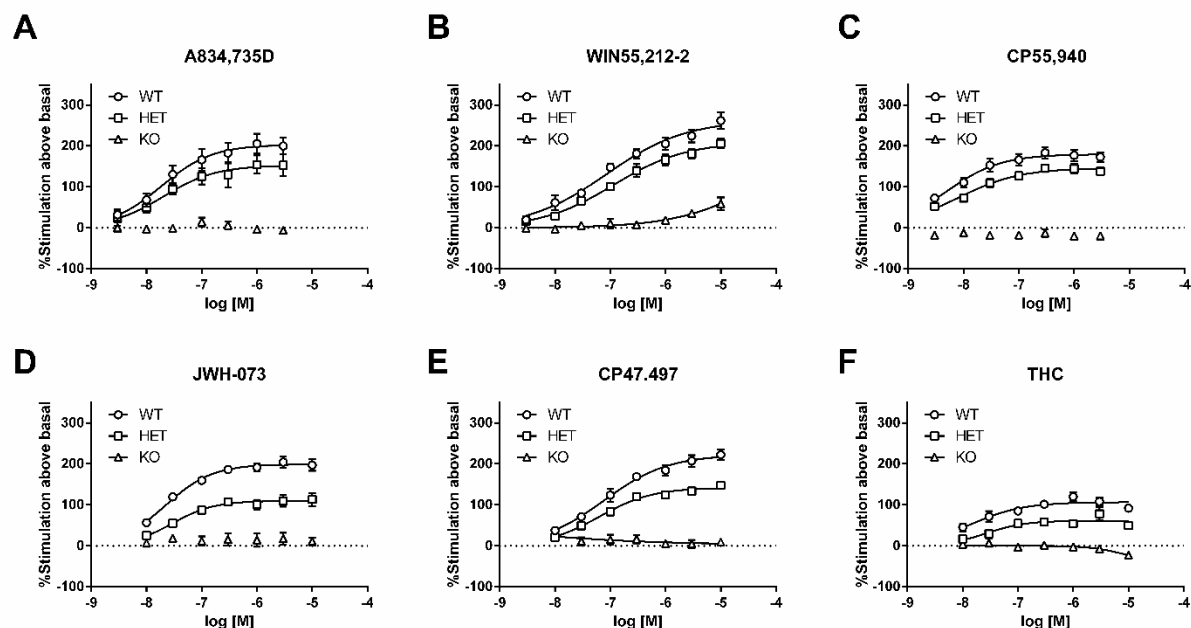 A
A834,735D
%Stimulation above basal
WT
HET
KO
300
200
100
0
-100
-9 -8 -7 -6 -5 -4
log [M]
B
WIN55,212-2
%Stimulation above basal
WT
HET
KO
300
200
100
0
-100
-9 -8 -7 -6 -5 -4
log [M]
C
CP55,940
%Stimulation above basal
WT
HET
KO
300
200
100
0
-100
-9 -8 -7 -6 -5 -4
log [M]
D
JWH-073
%Stimulation above basal
WT
HET
KO
300
200
100
0
-100
-9 -8 -7 -6 -5 -4
log [M]
E
CP47.497
%Stimulation above basal
WT
HET
KO
300
200
100
0
-100
-9 -8 -7 -6 -5 -4
log [M]
F
THC
%Stimulation above basal
WT
HET
KO
300
200
100
0
-100
-9 -8 -7 -6 -5 -4
log [M]